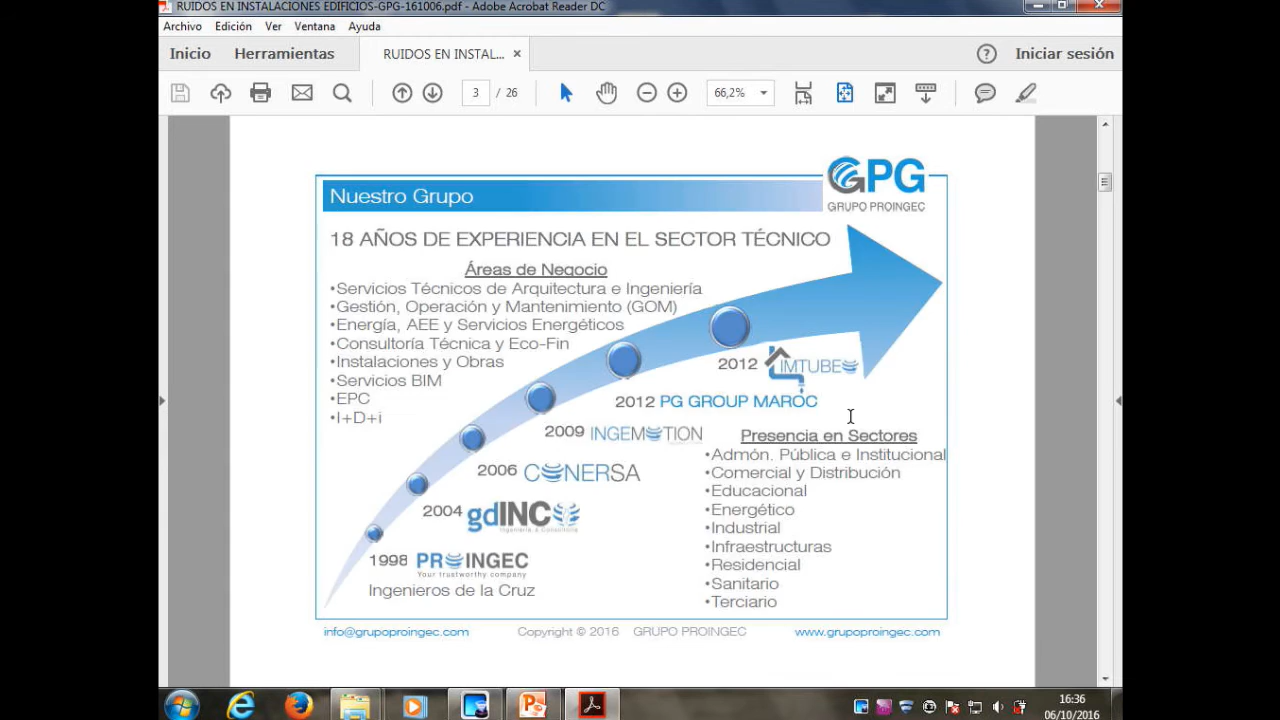 RUIDOS EN INSTALACIONES EDIFICIOS-GPG-161006.pdf - Adobe Acrobat Reader DC
Archivo Edición Ver Ventana Ayuda
Inicio Herramientas RUIDOS EN INSTAL... × Iniciar sesión
3 / 26 66,2%
GPG
GRUPO PROINGEC
Nuestro Grupo
18 AÑOS DE EXPERIENCIA EN EL SECTOR TÉCNICO
Áreas de Negocio
•Servicios Técnicos de Arquitectura e Ingeniería
•Gestión, Operación y Mantenimiento (GOM)
•Energía, AEE y Servicios Energéticos
•Consultoría Técnica y Eco-Fin
•Instalaciones y Obras
•Servicios BIM
•EPC
•I+D+i
2012 IMTUBE
2012 PG GROUP MAROC
2009 INGEMOTION
2006 CONERSA
2004 gdINCO
Ingeniería & Consultoría
1998 PROINGEC
Your trustworthy company
Ingenieros de la Cruz
Presencia en Sectores
•Admón. Pública e Institucional
•Comercial y Distribución
•Educacional
•Energético
•Industrial
•Infraestructuras
•Residencial
•Sanitario
•Terciario
info@grupoproingec.com Copyright © 2016 GRUPO PROINGEC www.grupoproingec.com
16:36
06/10/2016